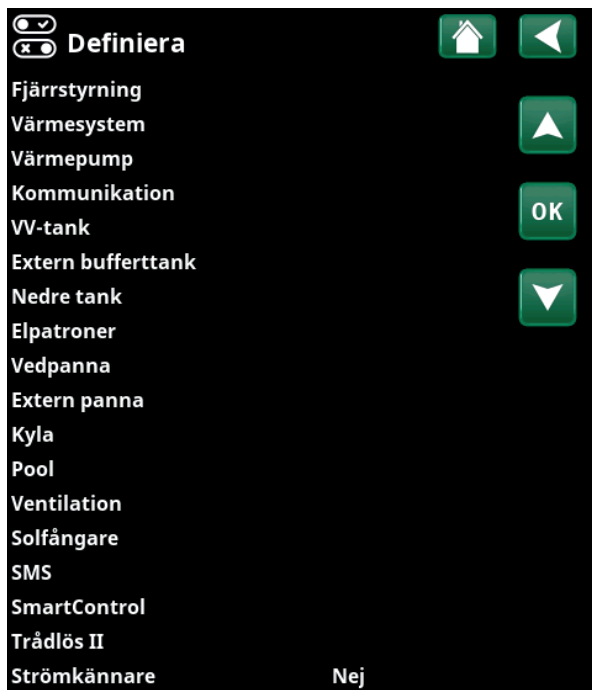 Definiera
Fjärrstyrning
Värmesystem
Värmepump
Kommunikation
OK
VV-tank
Extern bufferttank
Nedre tank
Elpatroner
Vedpanna
Extern panna
Kyla
Pool
Ventilation
Solfångare
SMS
SmartControl
Trådlös II
Strömkännare Nej